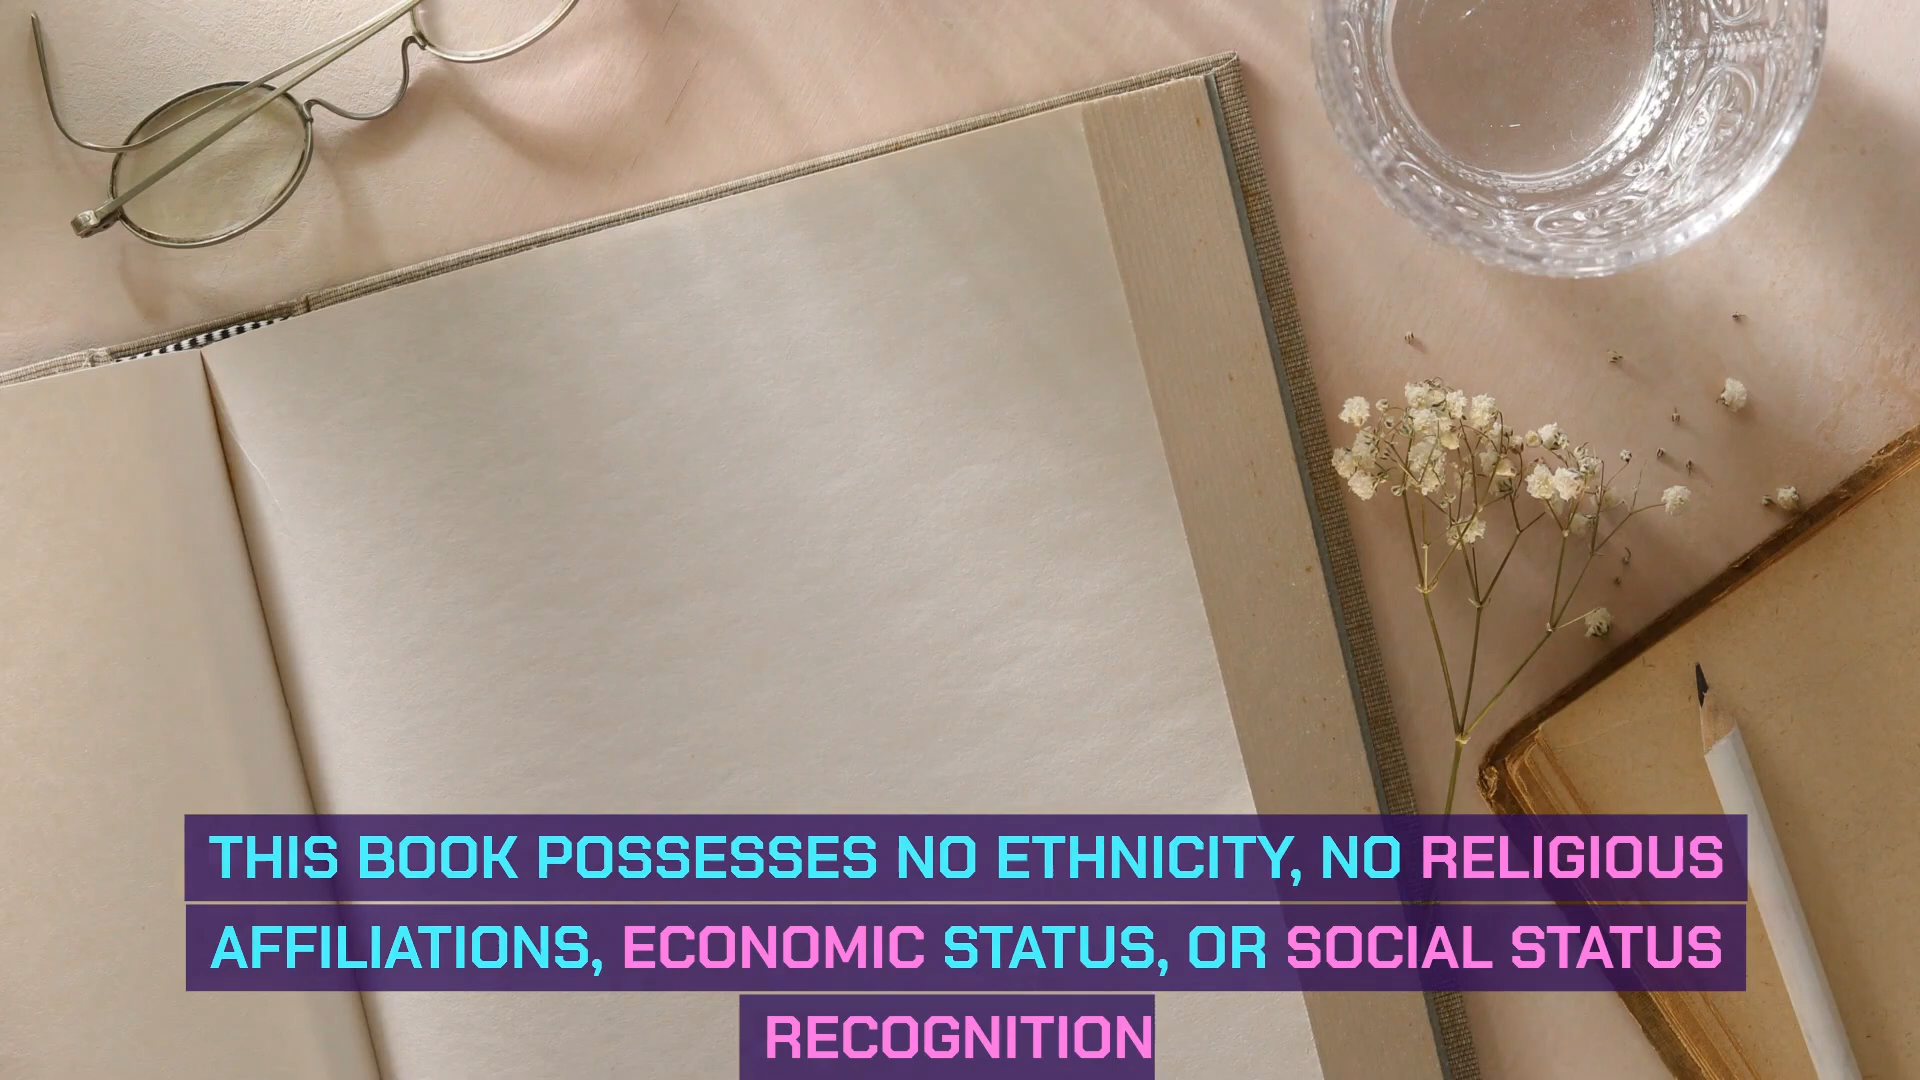 THIS BOOK POSSESSES NO ETHNICITY, NO RELIGIOUS
AFFILIATIONS, ECONOMIC STATUS, OR SOCIAL STATUS
RECOGNITION